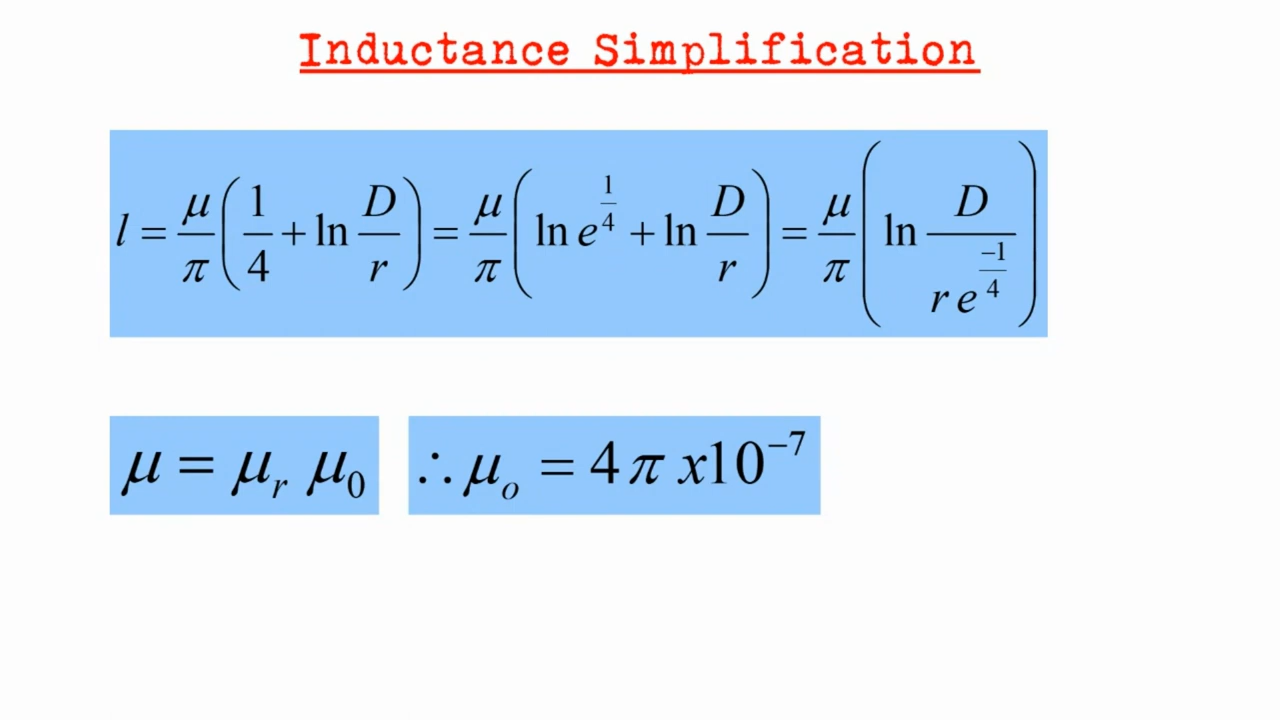 Inductance Simplification
l = μ/π (1/4 + ln D/r) = μ/π (ln e^(1/4) + ln D/r) = μ/π (ln D/(r e^(-1/4)))
μ = μ_r μ_0 ∴ μ_o = 4π x10^(-7)